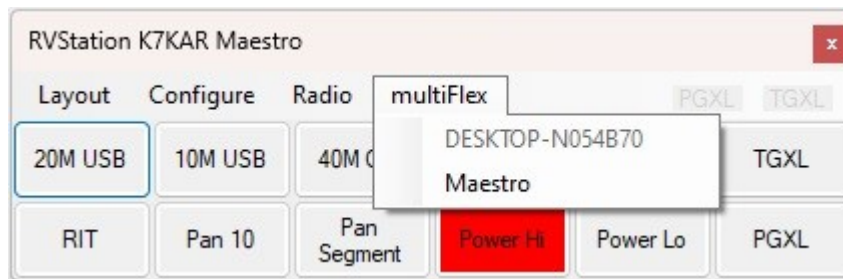 RVStation K7KAR Maestro
x
Layout Configure Radio multiFlex PGXL TGXL
DESKTOP-N054B70
Maestro
20M USB 10M USB 40M TGXL
RIT Pan 10 Pan Segment Power Hi Power Lo PGXL